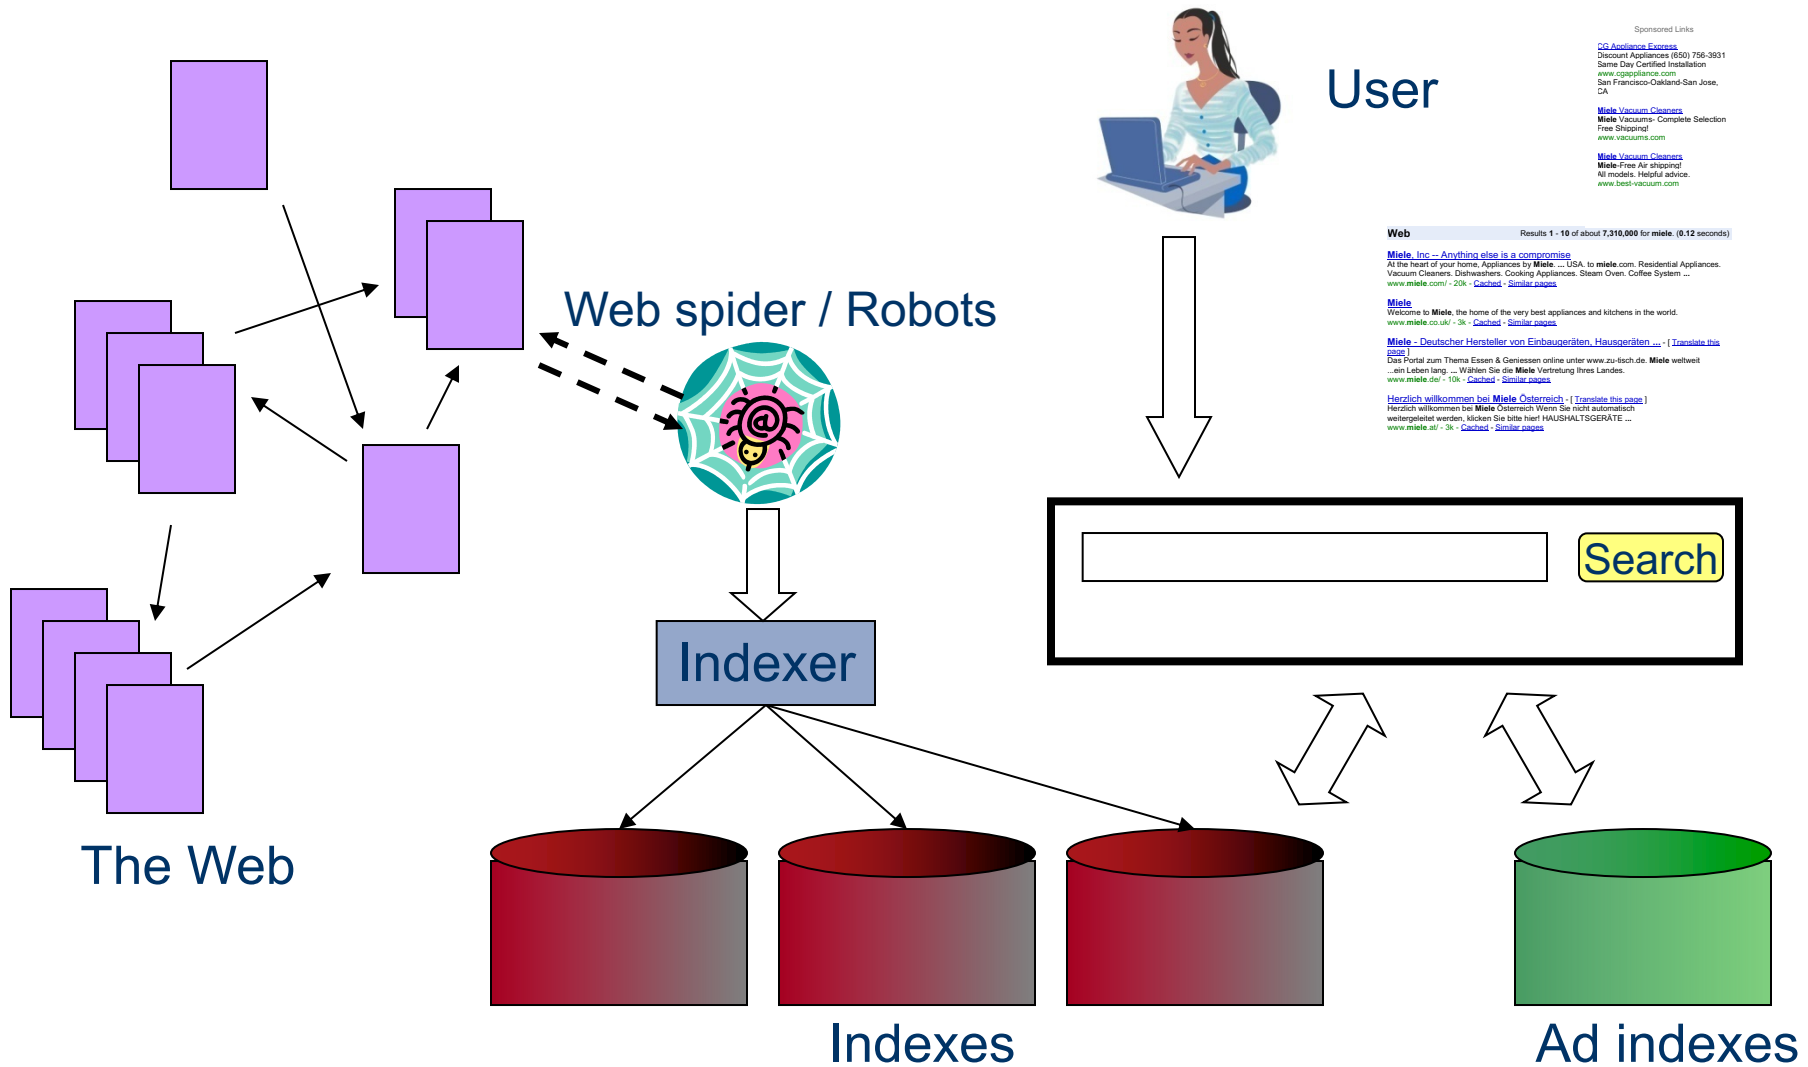 User
Sponsored Links
CG Appliance Express
Discount Appliances (650) 756-3931
Same Day Certified Installation
www.cgappliance.com
San Francisco-Oakland-San Jose,
CA
Miele Vacuum Cleaners
Miele Vacuums- Complete Selection
Free Shipping!
www.vacuums.com
Miele Vacuum Cleaners
Miele-Free Air shipping!
All models. Helpful advice.
www.best-vacuum.com
Web Results 1 - 10 of about 7,310,000 for miele. (0.12 seconds)
Miele, Inc -- Anything else is a compromise
At the heart of your home, Appliances by Miele. ... USA. to miele.com. Residential Appliances.
Vacuum Cleaners. Dishwashers. Cooking Appliances. Steam Oven. Coffee System ...
www.miele.com/ - 20k - Cached - Similar pages
Miele
Welcome to Miele, the home of the very best appliances and kitchens in the world.
www.miele.co.uk/ - 3k - Cached - Similar pages
Miele - Deutscher Hersteller von Einbaugeräten, Hausgeräten ... - [ Translate this
page ]
Das Portal zum Thema Essen & Geniessen online unter www.zu-tisch.de. Miele weltweit
...ein Leben lang. ... Wählen Sie die Miele Vertretung Ihres Landes.
www.miele.de/ - 10k - Cached - Similar pages
Herzlich willkommen bei Miele Österreich - [ Translate this page ]
Herzlich willkommen bei Miele Österreich Wenn Sie nicht automatisch
weitergeleitet werden, klicken Sie bitte hier! HAUSHALTSGERÄTE ...
www.miele.at/ - 3k - Cached - Similar pages
Web spider / Robots
@
Search
Indexer
The Web
Indexes
Ad indexes